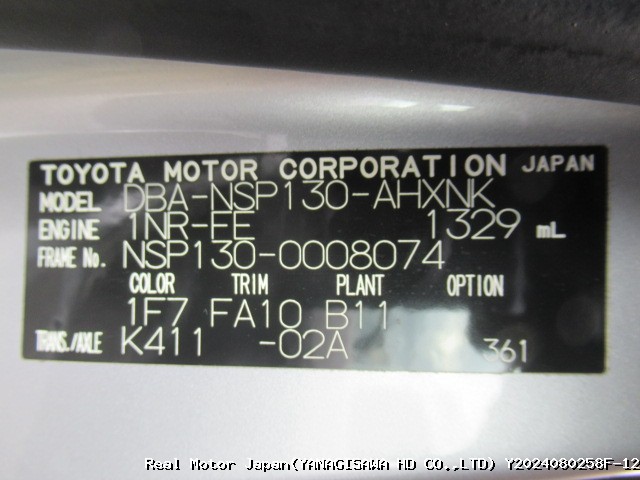 TOYOTA MOTOR CORPORATION JAPAN
MODEL DBA-NSP130-AHXNK
ENGINE 1NR-FE 1329 mL
FRAME No. NSP130-0008074
COLOR TRIM PLANT OPTION
1F7 FA10 B11
TRANS./AXLE K411 -02A 361
Real Motor Japan(YANAGISAWA HD CO.,LTD) Y2024080258F-12